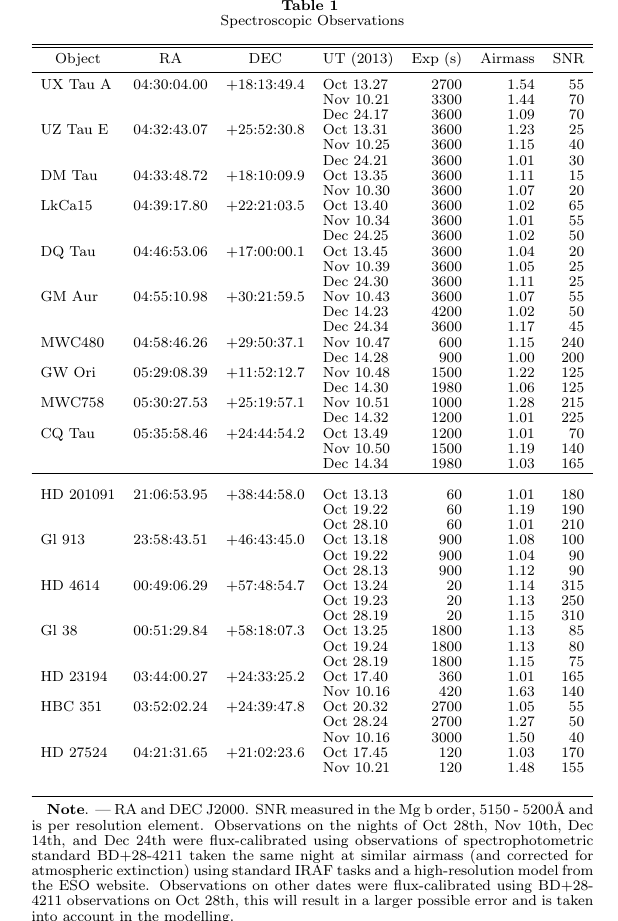 Table 1
Spectroscopic Observations
Object RA DEC UT (2013) Exp (s) Airmass SNR
UX Tau A 04:30:04.00 +18:13:49.4 Oct 13.27 2700 1.54 55
Nov 10.21 3300 1.44 70
Dec 24.17 3600 1.09 70
UZ Tau E 04:32:43.07 +25:52:30.8 Oct 13.31 3600 1.23 25
Nov 10.25 3600 1.15 40
Dec 24.21 3600 1.01 30
DM Tau 04:33:48.72 +18:10:09.9 Oct 13.35 3600 1.11 15
Nov 10.30 3600 1.07 20
LkCa15 04:39:17.80 +22:21:03.5 Oct 13.40 3600 1.02 65
Nov 10.34 3600 1.01 55
Dec 24.25 3600 1.02 50
DQ Tau 04:46:53.06 +17:00:00.1 Oct 13.45 3600 1.04 20
Nov 10.39 3600 1.05 25
Dec 24.30 3600 1.11 25
GM Aur 04:55:10.98 +30:21:59.5 Nov 10.43 3600 1.07 55
Dec 14.23 4200 1.02 50
Dec 24.34 3600 1.17 45
MWC480 04:58:46.26 +29:50:37.1 Nov 10.47 600 1.15 240
Dec 14.28 900 1.00 200
GW Ori 05:29:08.39 +11:52:12.7 Nov 10.48 1500 1.22 125
Dec 14.30 1980 1.06 125
MWC758 05:30:27.53 +25:19:57.1 Nov 10.51 1000 1.28 215
Dec 14.32 1200 1.01 225
CQ Tau 05:35:58.46 +24:44:54.2 Oct 13.49 1200 1.01 70
Nov 10.50 1500 1.19 140
Dec 14.34 1980 1.03 165
HD 201091 21:06:53.95 +38:44:58.0 Oct 13.13 60 1.01 180
Oct 19.22 60 1.19 190
Oct 28.10 60 1.01 210
Gl 913 23:58:43.51 +46:43:45.0 Oct 13.18 900 1.08 100
Oct 19.22 900 1.04 90
Oct 28.13 900 1.12 90
HD 4614 00:49:06.29 +57:48:54.7 Oct 13.24 20 1.14 315
Oct 19.23 20 1.13 250
Oct 28.19 20 1.15 310
Gl 38 00:51:29.84 +58:18:07.3 Oct 13.25 1800 1.13 85
Oct 19.24 1800 1.13 80
Oct 28.19 1800 1.15 75
HD 23194 03:44:00.27 +24:33:25.2 Oct 17.40 360 1.01 165
Nov 10.16 420 1.63 140
HBC 351 03:52:02.24 +24:39:47.8 Oct 20.32 2700 1.05 55
Oct 28.24 2700 1.27 50
Nov 10.16 3000 1.50 40
HD 27524 04:21:31.65 +21:02:23.6 Oct 17.45 120 1.03 170
Nov 10.21 120 1.48 155
Note. — RA and DEC J2000. SNR measured in the Mg b order, 5150 - 5200Å and
is per resolution element. Observations on the nights of Oct 28th, Nov 10th, Dec
14th, and Dec 24th were flux-calibrated using observations of spectrophotometric
standard BD+28-4211 taken the same night at similar airmass (and corrected for
atmospheric extinction) using standard IRAF tasks and a high-resolution model from
the ESO website. Observations on other dates were flux-calibrated using BD+28-
4211 observations on Oct 28th, this will result in a larger possible error and is taken
into account in the modelling.